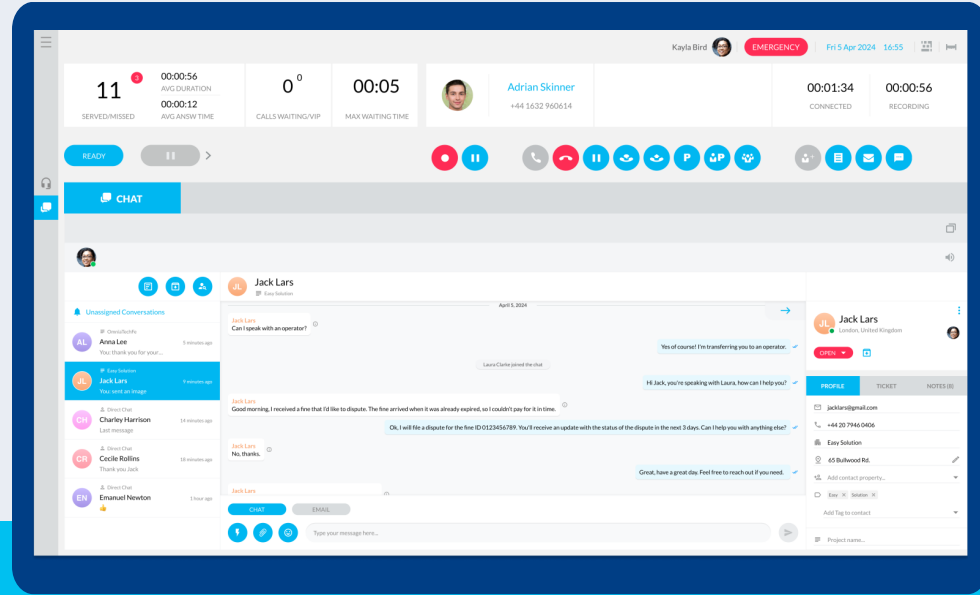 Kayla Bird
EMERGENCY
Fri 5 Apr 2024 16:55
11
3
SERVED/MISSED
00:00:56
AVG DURATION
00:00:12
AVG ANSW TIME
0 0
CALLS WAITING/VIP
00:05
MAX WAITING TIME
Adrian Skinner
+44 1632 960614
00:01:34
CONNECTED
00:00:56
RECORDING
READY
P
P
CHAT
Unassigned Conversations
AL
Anna Lee
5 minutes ago
You: thank you for your...
Easy Solution
JL
Jack Lars
9 minutes ago
You: sent an image
Direct Chat
CH
Charley Harrison
14 minutes ago
Last message
Direct Chat
CR
Cecile Rollins
18 minutes ago
Thank you Jack
Direct Chat
EN
Emanuel Newton
1 hour ago
JL
Jack Lars
Easy Solution
April 5, 2024
Jack Lars
Can I speak with an operator?
Yes of course! I'm transferring you to an operator.
Laura Clarke joined the chat
Hi Jack, you're speaking with Laura, how can I help you?
Jack Lars
Good morning, I received a fine that I'd like to dispute. The fine arrived when it was already expired, so I couldn't pay for it in time.
Ok, I will file a dispute for the fine ID 0123456789. You'll receive an update with the status of the dispute in the next 3 days. Can I help you with anything else?
Jack Lars
No, thanks.
Great, have a great day. Feel free to reach out if you need.
Jack Lars
CHAT
EMAIL
Type your message here...
JL
Jack Lars
London, United Kingdom
OPEN
PROFILE
TICKET
NOTES (8)
jacklars@gmail.com
+44 20 7946 0406
Easy Solution
65 Bullwood Rd.
Add contact property...
Easy
Solution
Add Tag to contact
Project name...